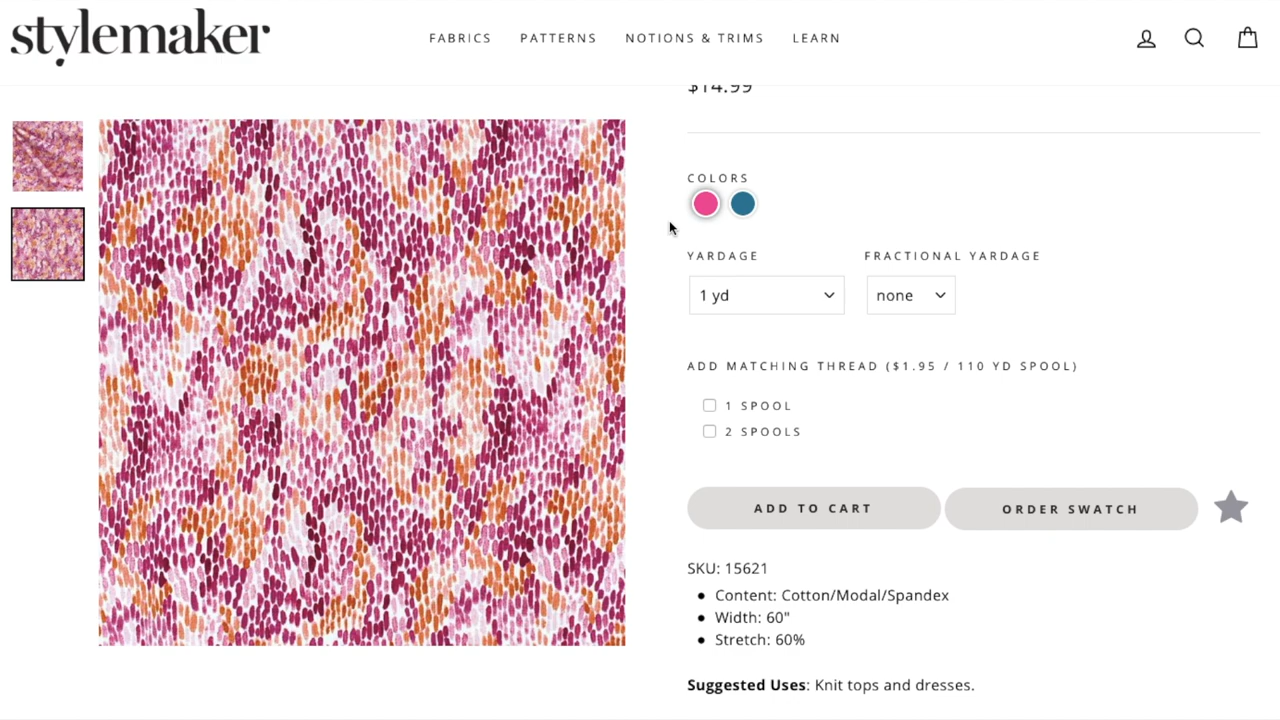 stylemaker
FABRICS PATTERNS NOTIONS & TRIMS LEARN
$14.99
COLORS
YARDAGE FRACTIONAL YARDAGE
1 yd none
ADD MATCHING THREAD ($1.95 / 110 YD SPOOL)
1 SPOOL
2 SPOOLS
ADD TO CART ORDER SWATCH
SKU: 15621
Content: Cotton/Modal/Spandex
Width: 60"
Stretch: 60%
Suggested Uses: Knit tops and dresses.